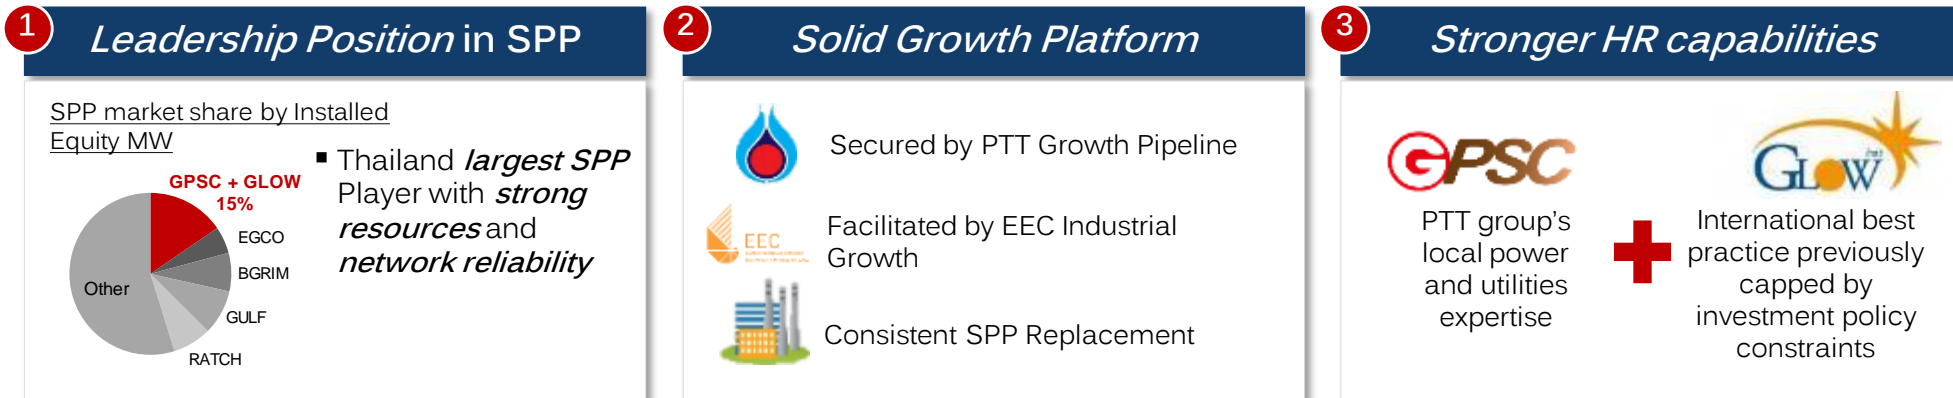 1
Leadership Position in SPP
SPP market share by Installed
Equity MW
GPSC + GLOW
15%
EGCO
BGRIM
GULF
RATCH
Other
▪ Thailand largest SPP
Player with strong
resources and
network reliability
2
Solid Growth Platform
Secured by PTT Growth Pipeline
EEC
Facilitated by EEC Industrial
Growth
Consistent SPP Replacement
3
Stronger HR capabilities
GPSC
PTT group's
local power
and utilities
expertise
GLOW
International best
practice previously
capped by
investment policy
constraints